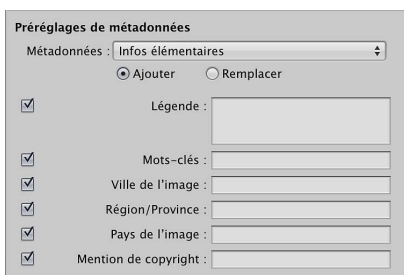 Préréglages de métadonnées
Métadonnées : Infos élémentaires
Ajouter Remplacer
Légende :
Mots-clés :
Ville de l'image :
Région/Province :
Pays de l'image :
Mention de copyright :